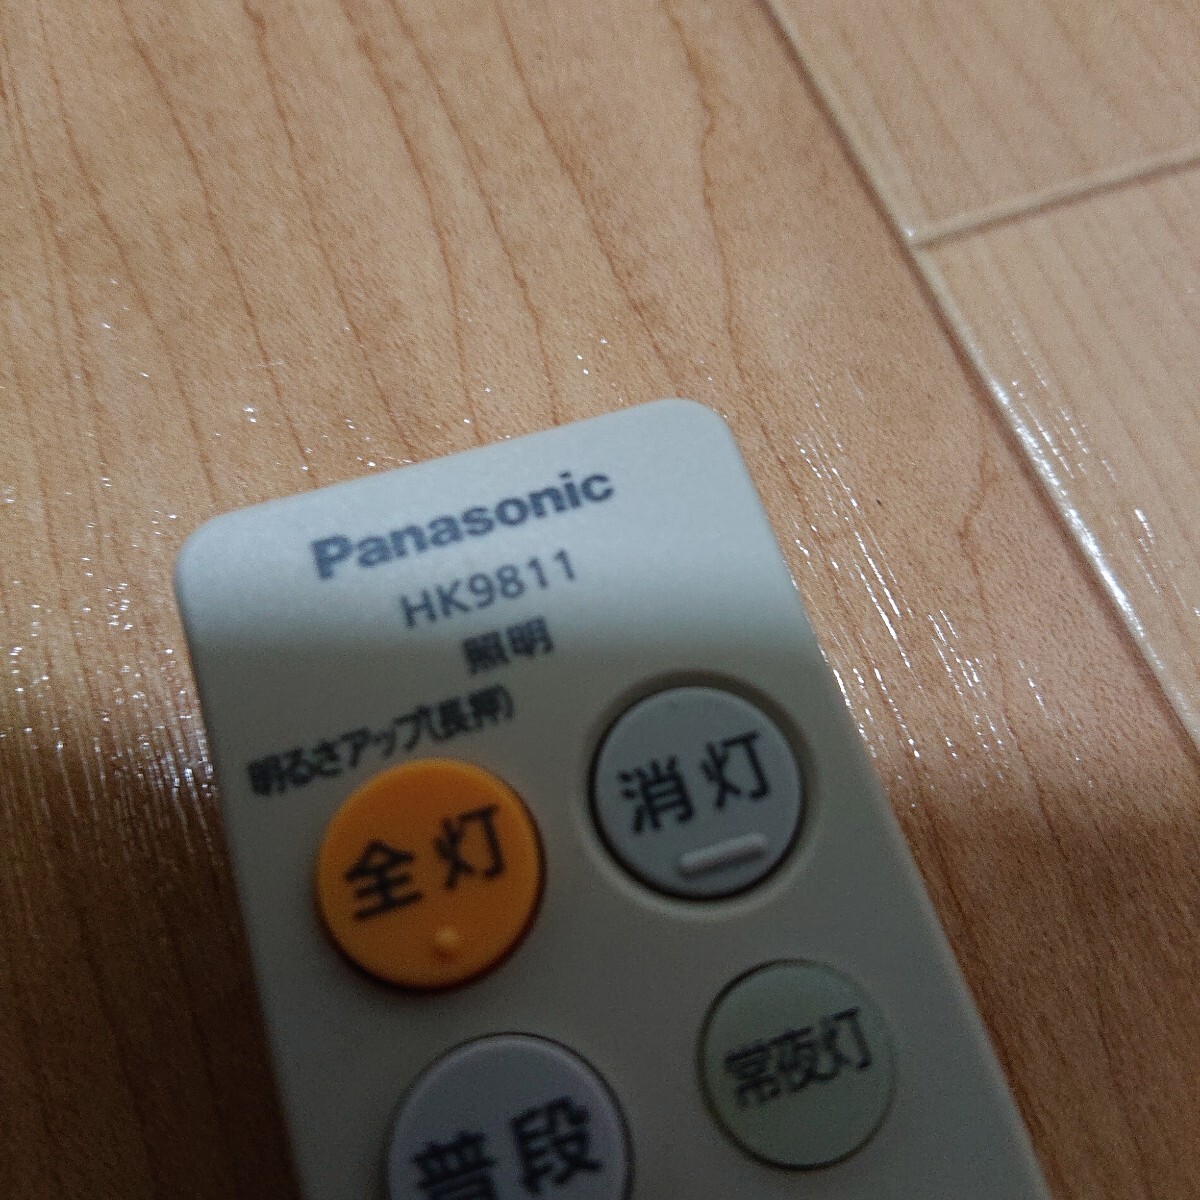 Panasonic
HK9811
照明
明るさアップ(長押)
全灯
消灯
常夜灯
普段